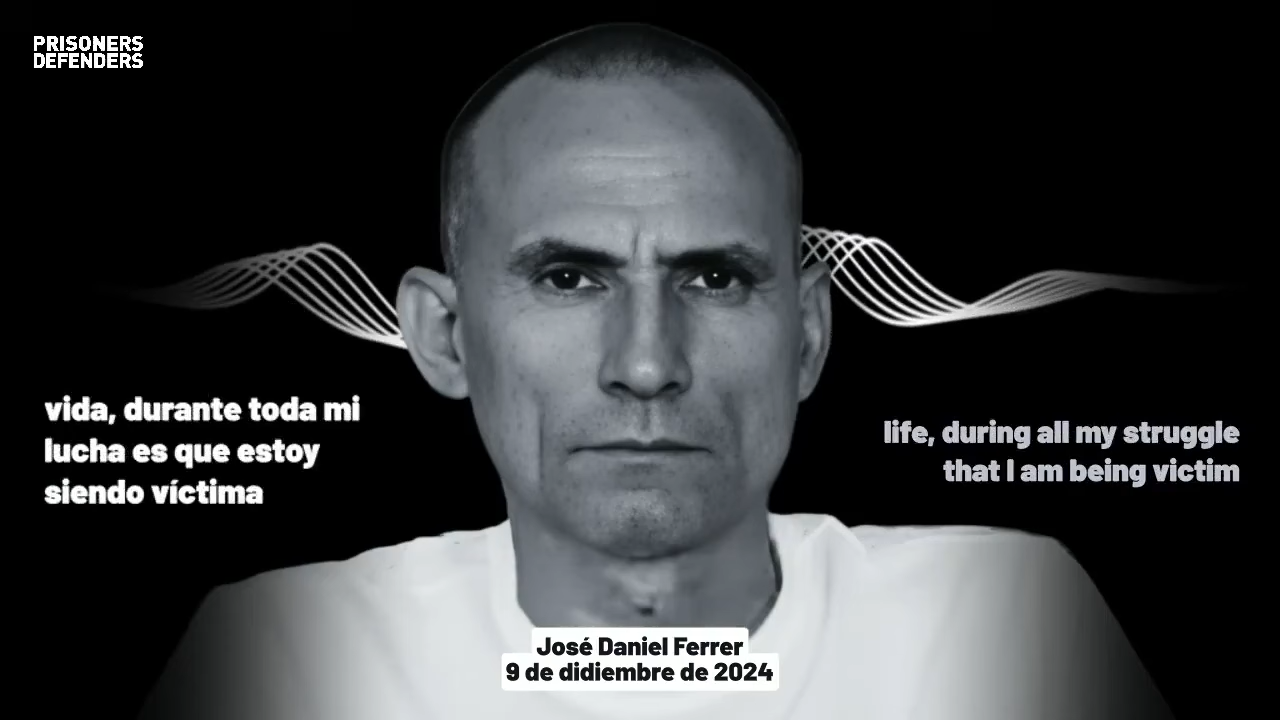 PRISONERS
DEFENDERS
vida, durante toda mi
lucha es que estoy
siendo víctima
life, during all my struggle
that I am being victim
José Daniel Ferrer
9 de didiembre de 2024